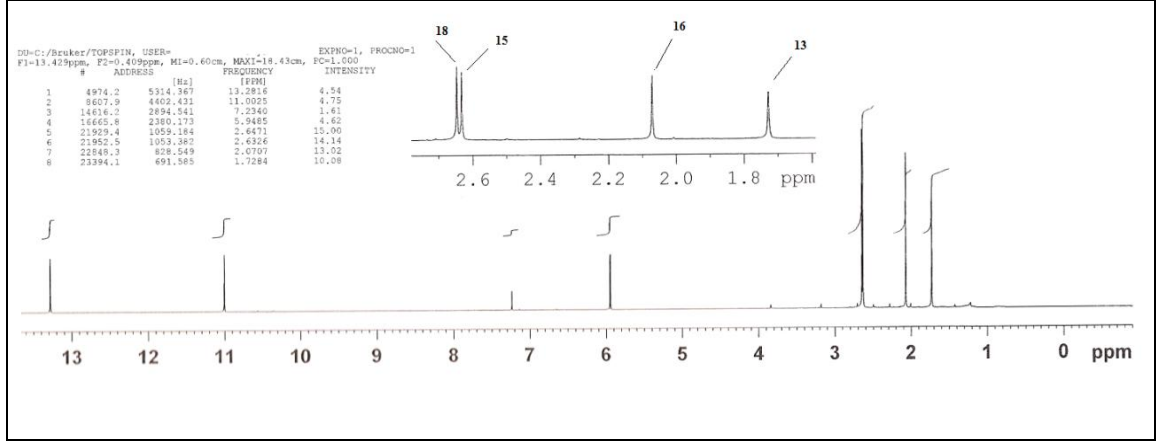 18
15
16
13
DU=C:/Bruker/TOPSPIN, USER= EXPNO=1, PROCNO=1
F1=13.429ppm, F2=0.409ppm, MI=0.60cm, MAXI=18.43cm, PC=1.000
# ADDRESS FREQUENCY INTENSITY
[Hz] [PPM]
1 4974.2 5314.367 13.2816 4.54
2 8607.9 4402.431 11.0025 4.75
3 14616.2 2894.541 7.2340 1.61
4 16665.8 2380.173 5.9485 4.62
5 21929.4 1059.184 2.6471 15.00
6 21952.5 1053.382 2.6326 14.14
7 22848.3 828.549 2.0707 13.02
8 23394.1 691.585 1.7284 10.08
2.6 2.4 2.2 2.0 1.8 ppm
13 12 11 10 9 8 7 6 5 4 3 2 1 0 ppm